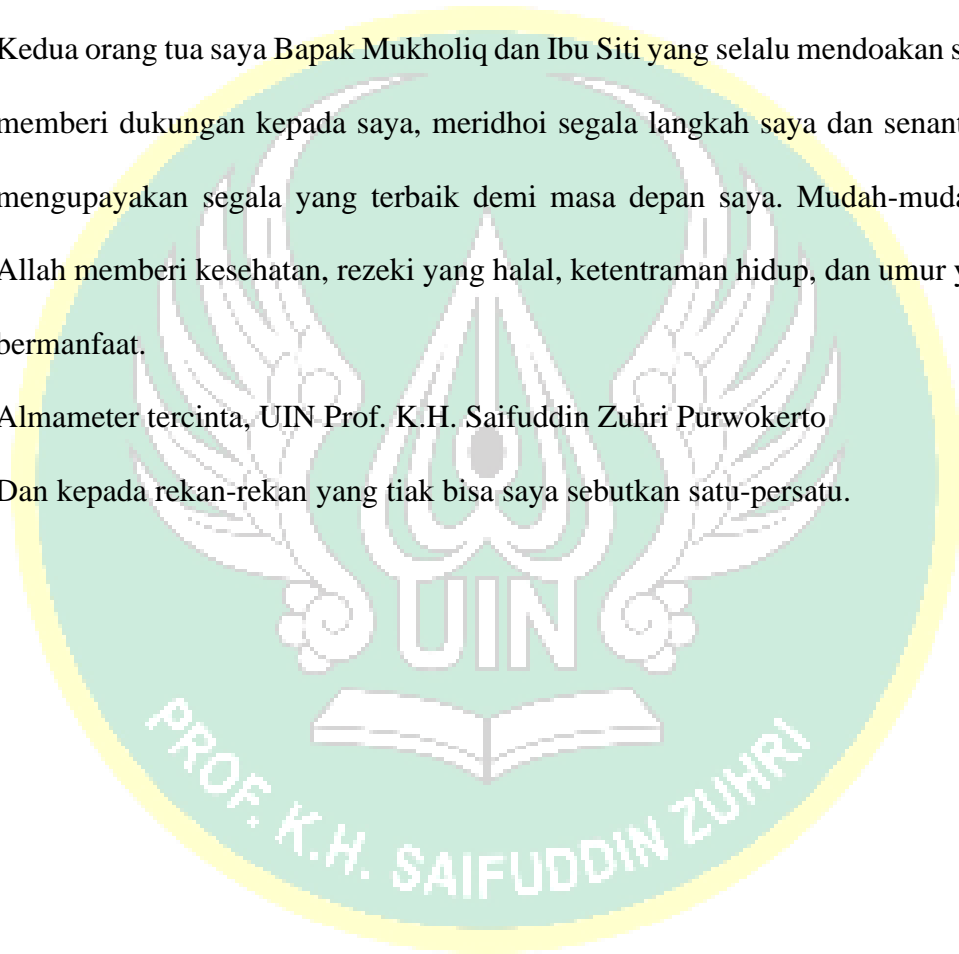 Kedua orang tua saya Bapak Mukholiq dan Ibu Siti yang selalu mendoakan s
memberi dukungan kepada saya, meridhoi segala langkah saya dan senant
mengupayakan segala yang terbaik demi masa depan saya. Mudah-muda
Allah memberi kesehatan, rezeki yang halal, ketentraman hidup, dan umur y
bermanfaat.
Almameter tercinta, UIN Prof. K.H. Saifuddin Zuhri Purwokerto
Dan kepada rekan-rekan yang tiak bisa saya sebutkan satu-persatu.
UIN
PROF. K.H. SAIFUDDIN ZUHRI